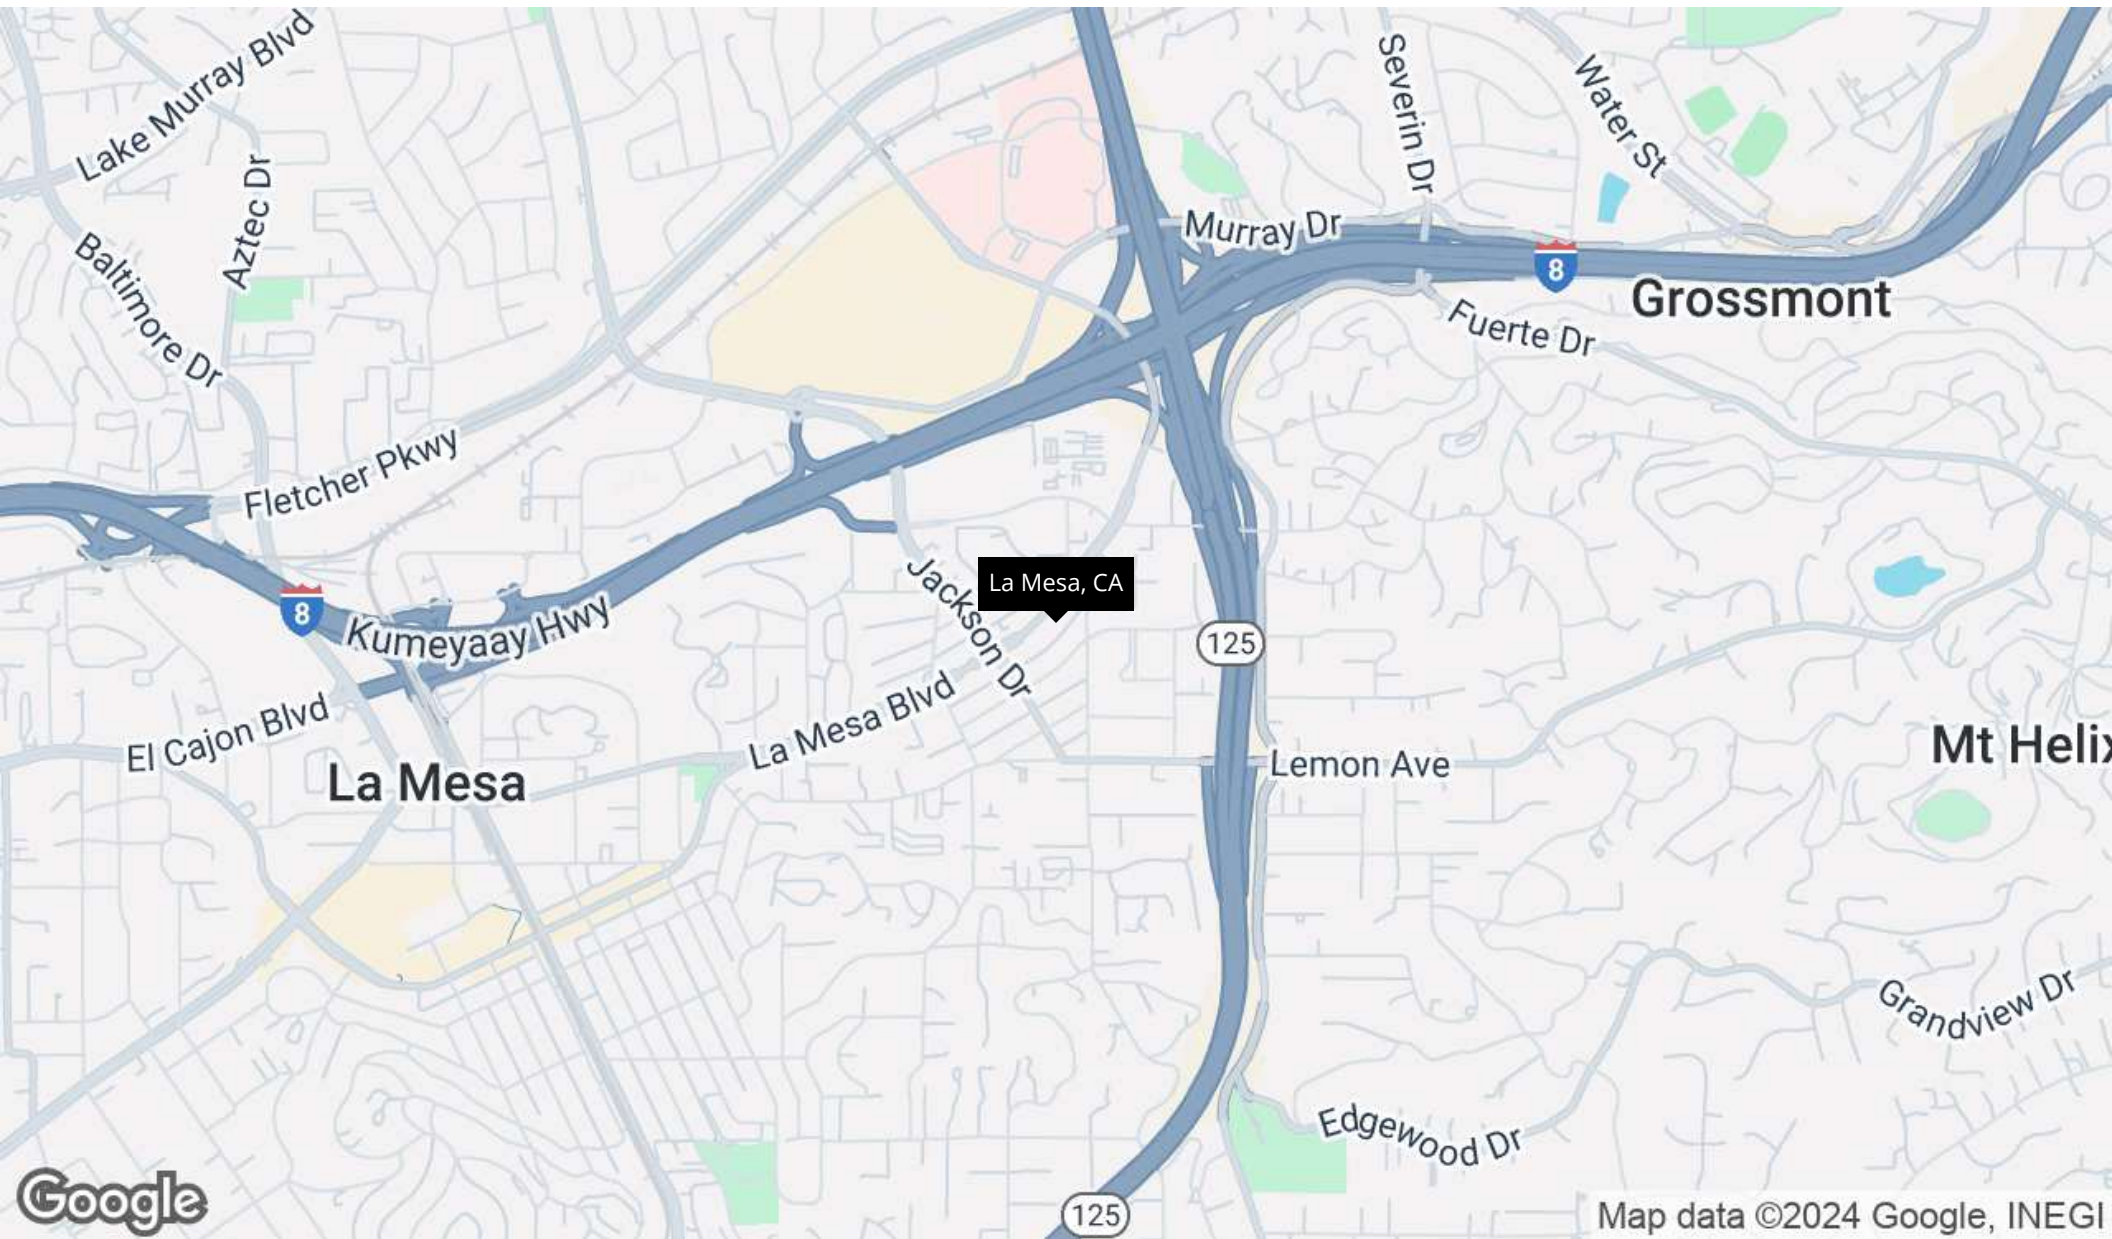 Lake Murray Blvd
Severin Dr
Water St
Aztec Dr
Murray Dr
Baltimore Dr
8
Grossmont
Fuerte Dr
Fletcher Pkwy
La Mesa, CA
Jackson Dr
8
Kumeyaay Hwy
125
El Cajon Blvd
La Mesa Blvd
La Mesa
Lemon Ave
Mt Helix
Grandview Dr
Edgewood Dr
Google
125
Map data ©2024 Google, INEGI